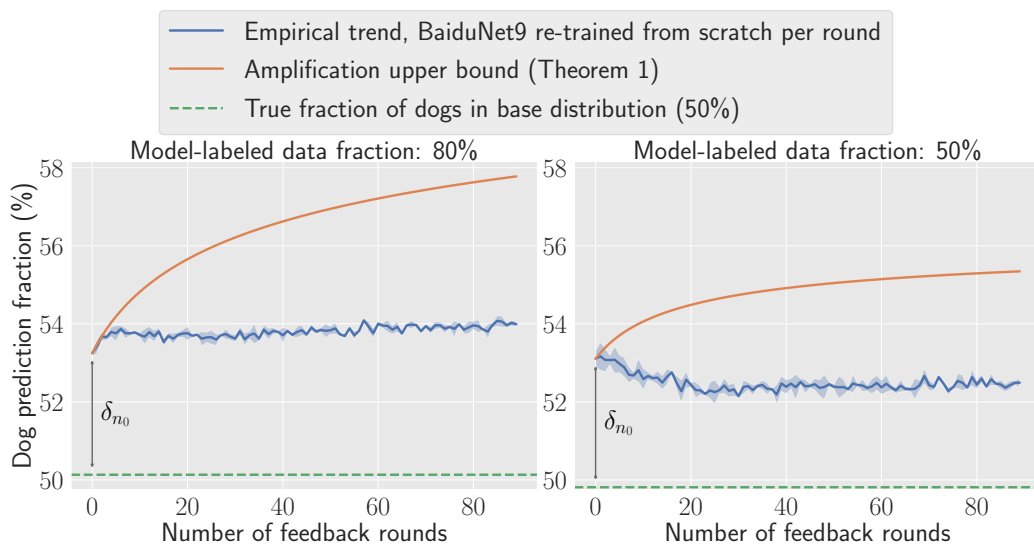 Empirical trend, BaiduNet9 re-trained from scratch per round
Amplification upper bound (Theorem 1)
True fraction of dogs in base distribution (50%)
Model-labeled data fraction: 80%
Model-labeled data fraction: 50%
Dog prediction fraction (%)
58
56
54
52
50
δn₀
0 20 40 60 80
Number of feedback rounds
58
56
54
52
50
δn₀
0 20 40 60 80
Number of feedback rounds